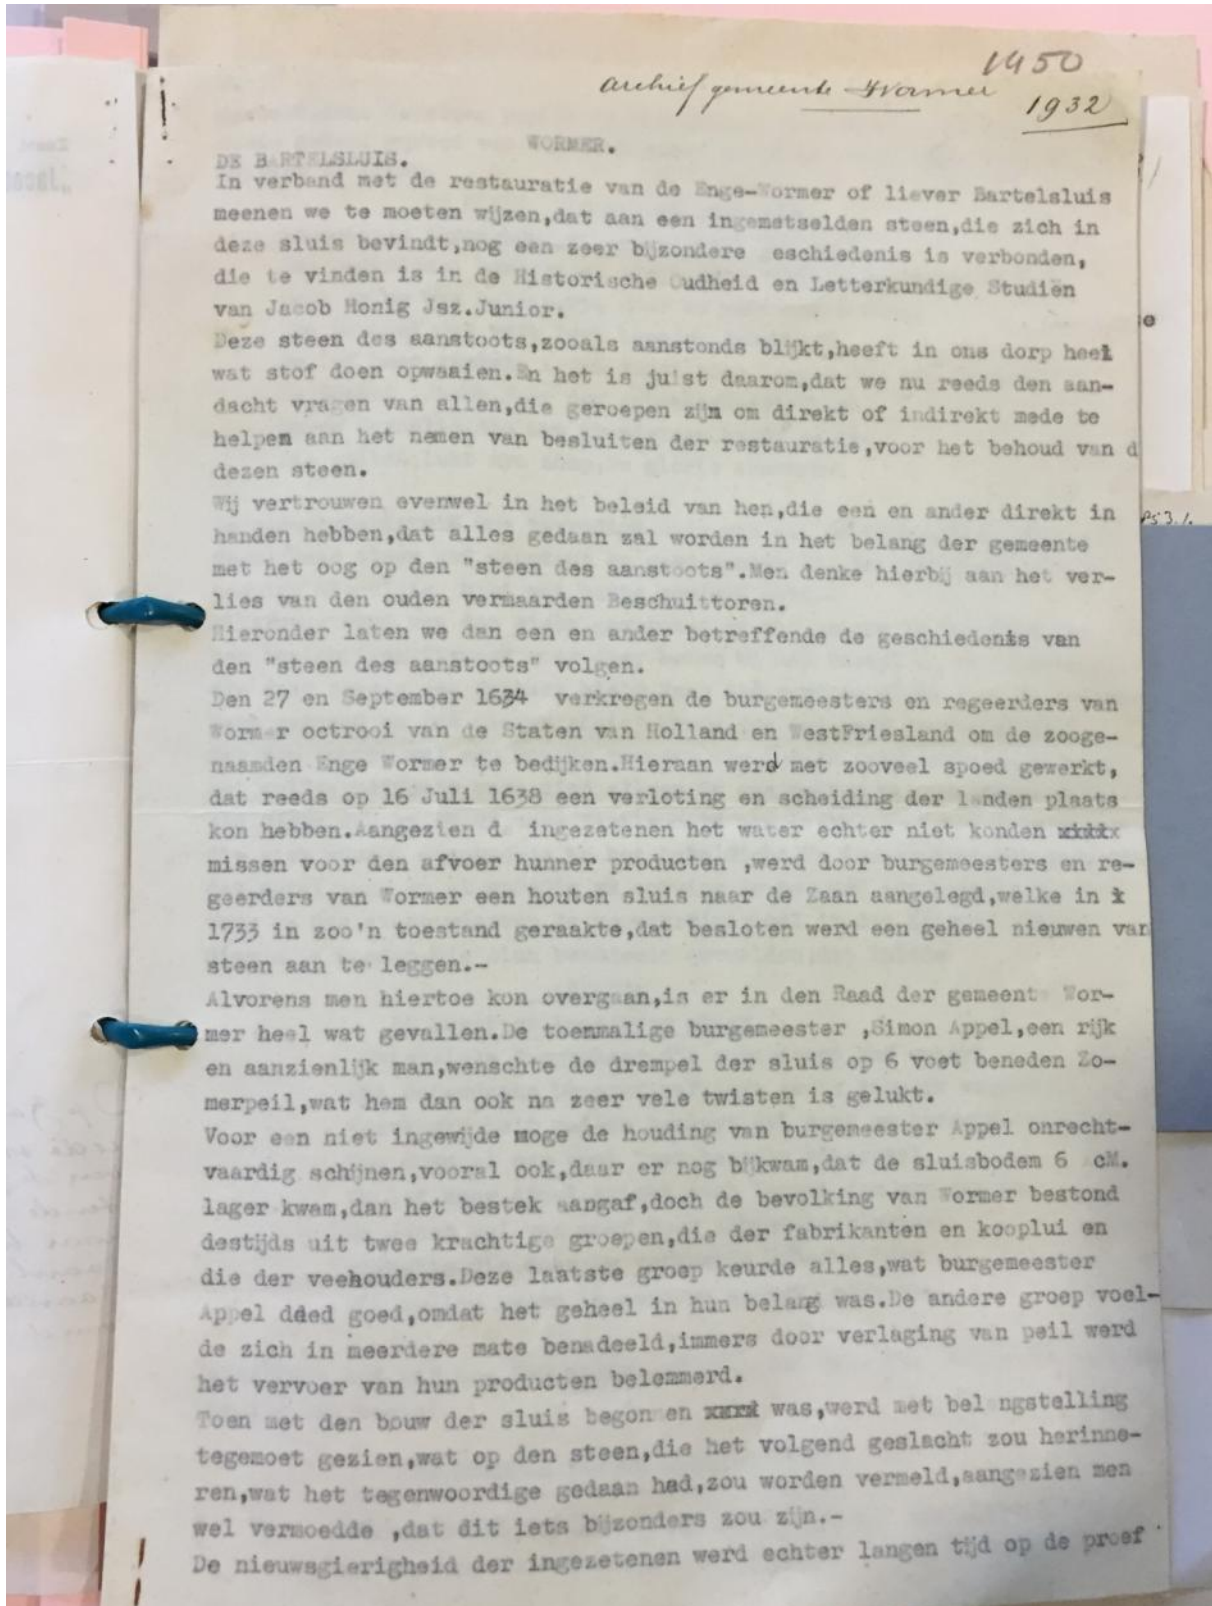 1450
archief gemeente Wormer
1932
WORMER.
DE BARTELSLUIS.
In verband met de restauratie van de Enge-Wormer of liever Bartelsluis
meenen we te moeten wijzen,dat aan een ingemetselden steen,die zich in
deze sluis bevindt,nog een zeer bijzondere eschiedenis is verbonden,
die te vinden is in de Historische Oudheid en Letterkundige Studiën
van Jacob Honig Jsz.Junior.
Deze steen des aanstoots,zooals aanstonds blijkt,heeft in ons dorp heel
wat stof doen opwaaien.En het is juist daarom,dat we nu reeds den aan-
dacht vragen van allen,die geroepen zijn om direkt of indirekt mede te
helpen aan het nemen van besluiten der restauratie,voor het behoud van d
dezen steen.
Wij vertrouwen evenwel in het beleid van hen,die een en ander direkt in
handen hebben,dat alles gedaan zal worden in het belang der gemeente
met het oog op den "steen des aanstoots".Men denke hierbij aan het ver-
lies van den ouden vermaarden Beschuittoren.
Hieronder laten we dan een en ander betreffende de geschiedenis van
den "steen des aanstoots" volgen.
Den 27 en September 1634 verkregen de burgemeesters en regeerders van
Wormer octrooi van de Staten van Holland en WestFriesland om de zooge-
naamden Enge Wormer te bedijken.Hieraan werd met zooveel spoed gewerkt,
dat reeds op 16 Juli 1638 een verloting en scheiding der landen plaats
kon hebben.Aangezien d ingezetenen het water echter niet konden
missen voor den afvoer hunner producten ,werd door burgemeesters en re-
geerders van Wormer een houten sluis naar de Zaan aangelegd,welke in
1733 in zoo'n toestand geraakte,dat besloten werd een geheel nieuwen van
steen aan te leggen.-
Alvorens men hiertoe kon overgaan,is er in den Raad der gemeente Wor-
mer heel wat gevallen.De toenmalige burgemeester ,Simon Appel,een rijk
en aanzienlijk man,wenschte de drempel der sluis op 6 voet beneden Zo-
merpeil,wat hem dan ook na zeer vele twisten is gelukt.
Voor een niet ingewijde moge de houding van burgemeester Appel onrecht-
vaardig schijnen,vooral ook,daar er nog bijkwam,dat de sluisbodem 6 cM.
lager kwam,dan het bestek aangaf,doch de bevolking van Wormer bestond
destijds uit twee krachtige groepen,die der fabrikanten en kooplui en
die der veehouders.Deze laatste groep keurde alles,wat burgemeester
Appel deed goed,omdat het geheel in hun belang was.De andere groep voel-
de zich in meerdere mate benadeeld,immers door verlaging van peil werd
het vervoer van hun producten belemmerd.
Toen met den bouw der sluis begonnen was,werd met belangstelling
tegemoet gezien,wat op den steen,die het volgend geslacht zou herinne-
ren,wat het tegenwoordige gedaan had,zou worden vermeld,aangezien men
wel vermoedde ,dat dit iets bijzonders zou zijn.-
De nieuwsgierigheid der ingezetenen werd echter langen tijd op de proef